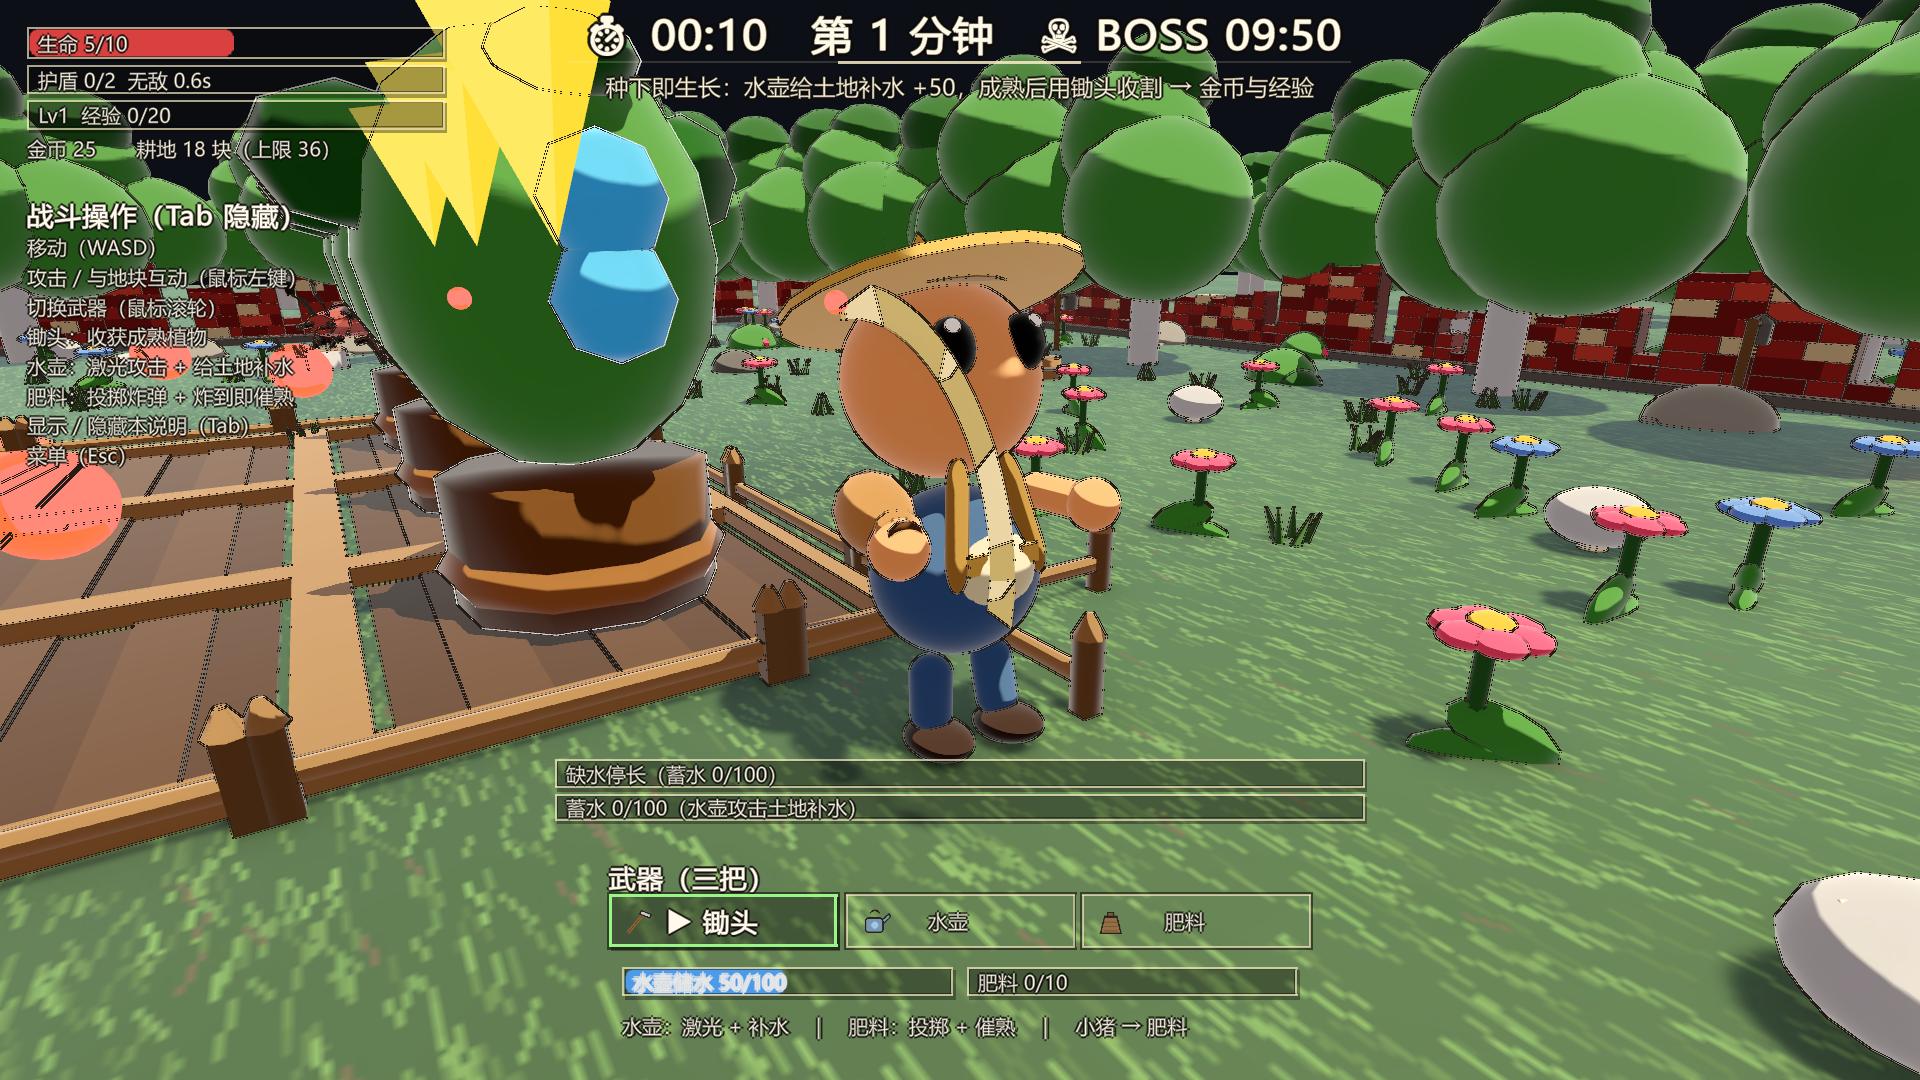 生命 5/10
护盾 0/2 无敌 0.6s
Lv1 经验 0/20
金币 25 耕地 18 块 (上限 36)
00:10 第 1 分钟 BOSS 09:50
种下即生长：水壶给土地补水 +50，成熟后用锄头收割 → 金币与经验
战斗操作（Tab 隐藏）
移动（WASD）
攻击 / 与地块互动（鼠标左键）
切换武器（鼠标滚轮）
锄头：收获成熟植物
水壶：激光攻击 + 给土地补水
肥料：投掷炸弹 + 炸到即催熟
显示 / 隐藏本说明（Tab）
菜单（Esc）
缺水停长（蓄水 0/100）
蓄水 0/100（水壶攻击土地补水）
武器（三把）
▶ 锄头
水壶
肥料
水壶储水 50/100
肥料 0/10
水壶：激光 + 补水 | 肥料：投掷 + 催熟 | 小猪 → 肥料